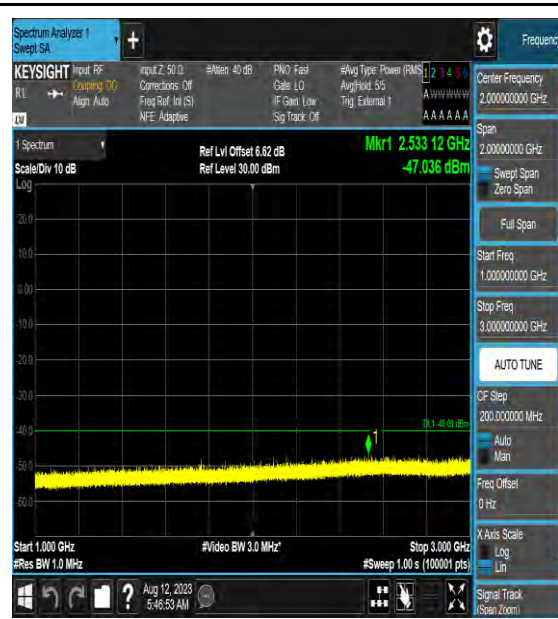 Spectrum Analyzer 1
Swept SA
+
Frequenc
KEYSIGHT
RL
LW
Input: RF
Coupling: DC
Align: Auto
Input Z: 50 Ω
Corrections: Off
Freq Ref: Int (S)
NFE: Adaptive
#Atten: 40 dB
PNO: Fast
Gate: LO
IF Gain: Low
Sig Track: Off
#Avg Type: Power (RMS
Avg|Hold: 5/5
Trig: External 1
1 2 3 4 5 6
A W W W W W
A A A A A A
1 Spectrum
Scale/Div 10 dB
Log
Ref Lvl Offset 6.62 dB
Ref Level 30.00 dBm
Mkr1 2.533 12 GHz
-47.036 dBm
20.0
10.0
0.00
-10.0
-20.0
-30.0
-40.0
-50.0
-60.0
1
Start 1.000 GHz
#Res BW 1.0 MHz
#Video BW 3.0 MHz*
Stop 3.000 GHz
#Sweep 1.00 s (100001 pts)
Center Frequency
2.000000000 GHz
Span
2.00000000 GHz
Swept Span
Zero Span
Full Span
Start Freq
1.000000000 GHz
Stop Freq
3.000000000 GHz
AUTO TUNE
CF Step
200.000000 MHz
Auto
Man
Freq Offset
0 Hz
X Axis Scale
Log
Lin
Signal Track
(Span Zoom)
?
Aug 12, 2023
5:46:53 AM